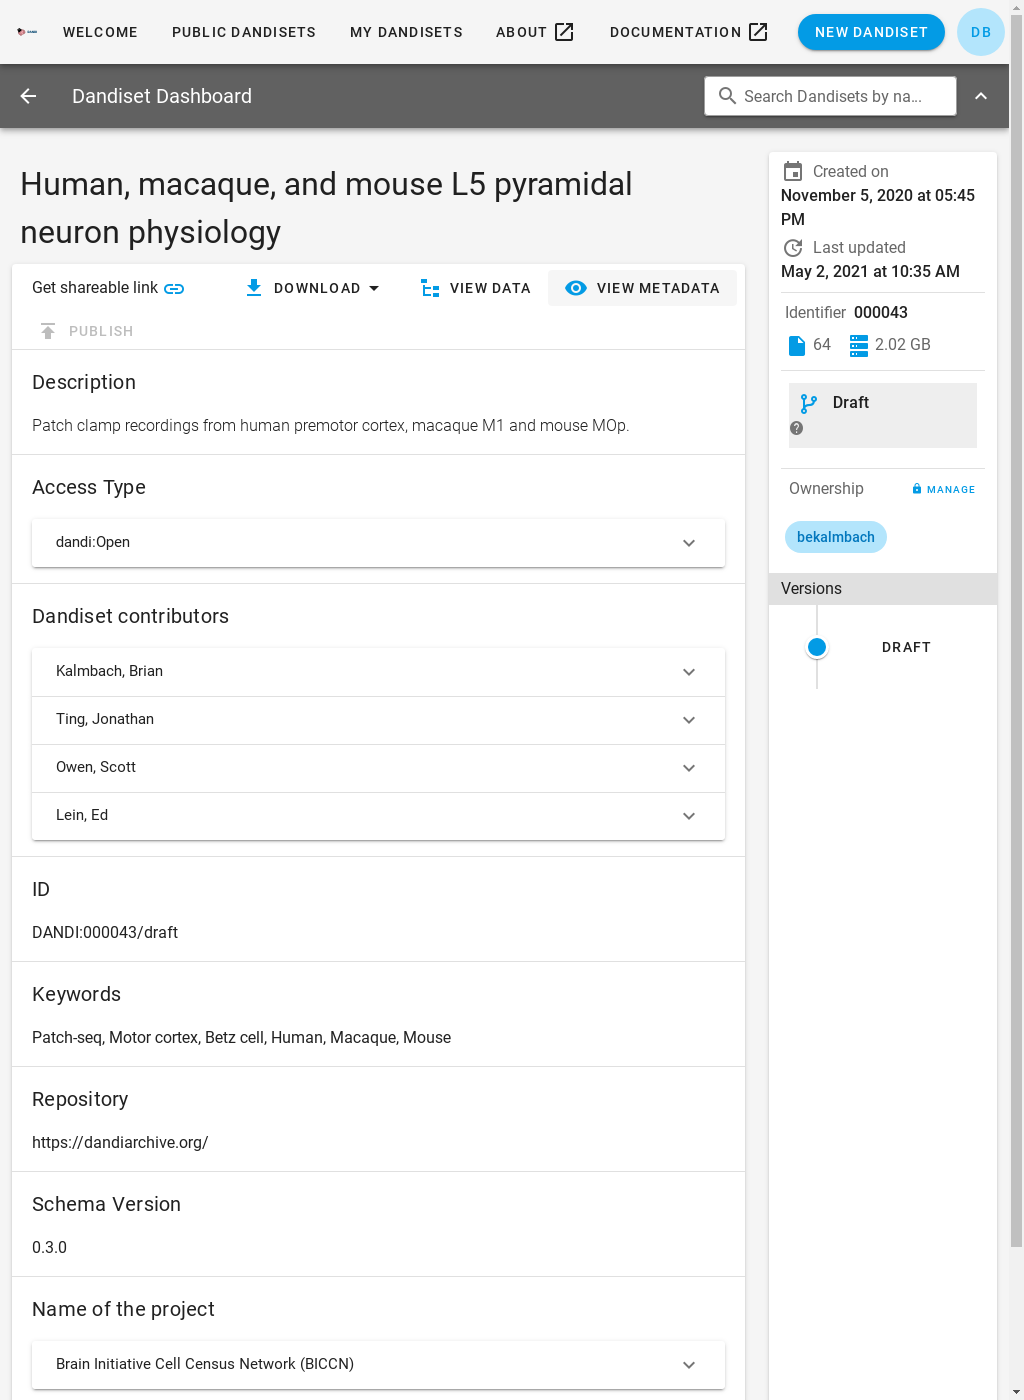 WELCOME PUBLIC DANDISETS MY DANDISETS ABOUT DOCUMENTATION NEW DANDISET DB
Dandiset Dashboard Search Dandisets by na...
Human, macaque, and mouse L5 pyramidal
neuron physiology
Get shareable link DOWNLOAD VIEW DATA VIEW METADATA
PUBLISH
Description
Patch clamp recordings from human premotor cortex, macaque M1 and mouse MOp.
Access Type
dandi:Open
Dandiset contributors
Kalmbach, Brian
Ting, Jonathan
Owen, Scott
Lein, Ed
ID
DANDI:000043/draft
Keywords
Patch-seq, Motor cortex, Betz cell, Human, Macaque, Mouse
Repository
https://dandiarchive.org/
Schema Version
0.3.0
Name of the project
Brain Initiative Cell Census Network (BICCN)
Created on
November 5, 2020 at 05:45
PM
Last updated
May 2, 2021 at 10:35 AM
Identifier 000043
64 2.02 GB
Draft
Ownership MANAGE
bekalmbach
Versions
DRAFT